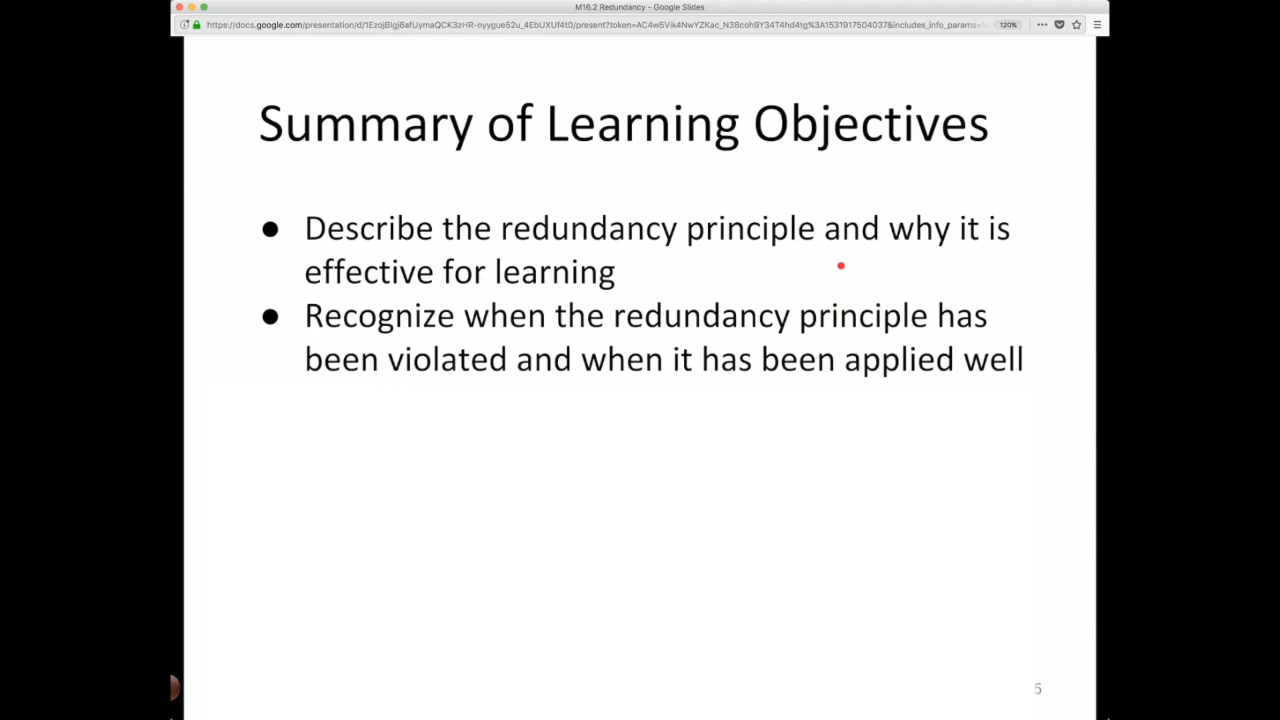 M16.2 Redundancy - Google Slides
120%
Summary of Learning Objectives
● Describe the redundancy principle and why it is
effective for learning
● Recognize when the redundancy principle has
been violated and when it has been applied well
5